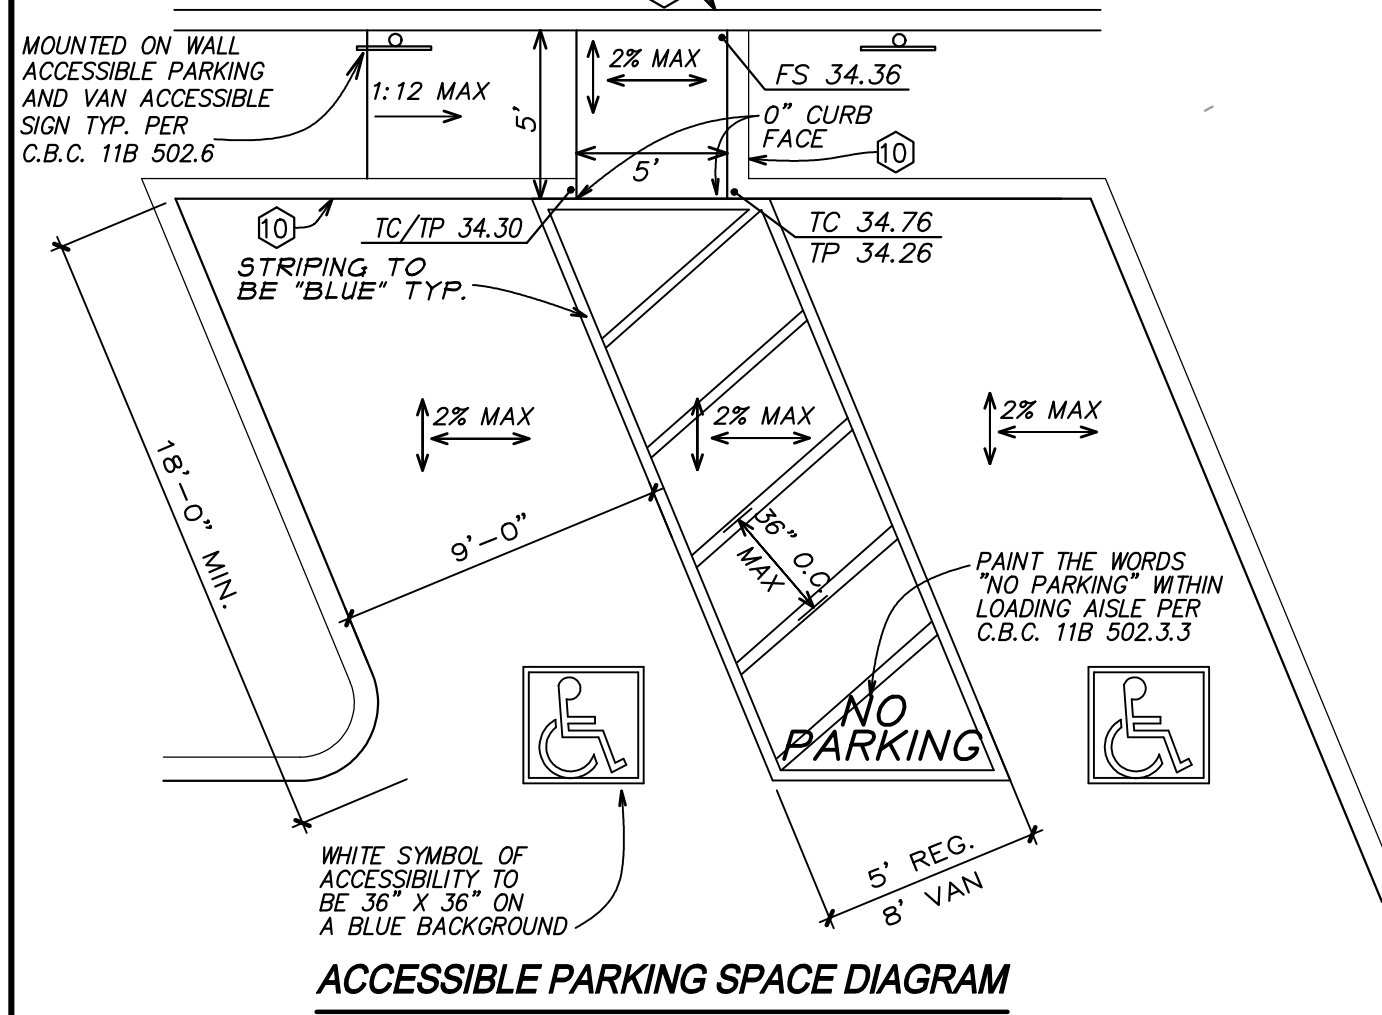 MOUNTED ON WALL
ACCESSIBLE PARKING
AND VAN ACCESSIBLE
SIGN TYP. PER
C.B.C. 11B 502.6
1:12 MAX
5'
2% MAX
FS 34.36
0" CURB
FACE
10
5'
10
TC/TP 34.30
TC 34.76
TP 34.26
STRIPING TO
BE "BLUE" TYP.
2% MAX
2% MAX
2% MAX
18'-0" MIN.
9'-0"
36" O.C.
MAX
PAINT THE WORDS
"NO PARKING" WITHIN
LOADING AISLE PER
C.B.C. 11B 502.3.3
NO
PARKING
WHITE SYMBOL OF
ACCESSIBILITY TO
BE 36" X 36" ON
A BLUE BACKGROUND
5' REG.
8' VAN
ACCESSIBLE PARKING SPACE DIAGRAM